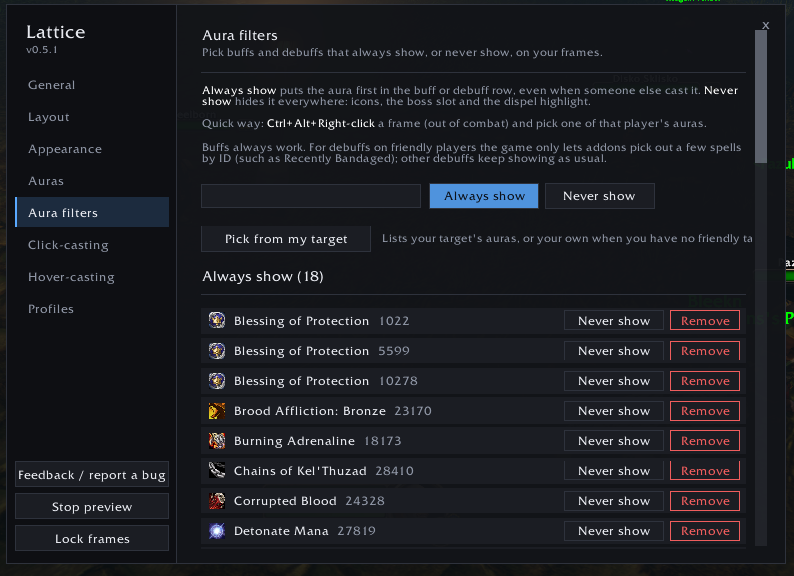 Lattice
v0.5.1
General
Layout
Appearance
Auras
Aura filters
Click-casting
Hover-casting
Profiles
Feedback / report a bug
Stop preview
Lock frames
x
Aura filters
Pick buffs and debuffs that always show, or never show, on your frames.
Always show puts the aura first in the buff or debuff row, even when someone else cast it. Never
show hides it everywhere: icons, the boss slot and the dispel highlight.
Quick way: Ctrl+Alt+Right-click a frame (out of combat) and pick one of that player's auras.
Buffs always work. For debuffs on friendly players the game only lets addons pick out a few spells
by ID (such as Recently Bandaged); other debuffs keep showing as usual.
Always show
Never show
Pick from my target
Lists your target's auras, or your own when you have no friendly ta
Always show (18)
Blessing of Protection 1022 Never show Remove
Blessing of Protection 5599 Never show Remove
Blessing of Protection 10278 Never show Remove
Brood Affliction: Bronze 23170 Never show Remove
Burning Adrenaline 18173 Never show Remove
Chains of Kel'Thuzad 28410 Never show Remove
Corrupted Blood 24328 Never show Remove
Detonate Mana 27819 Never show Remove